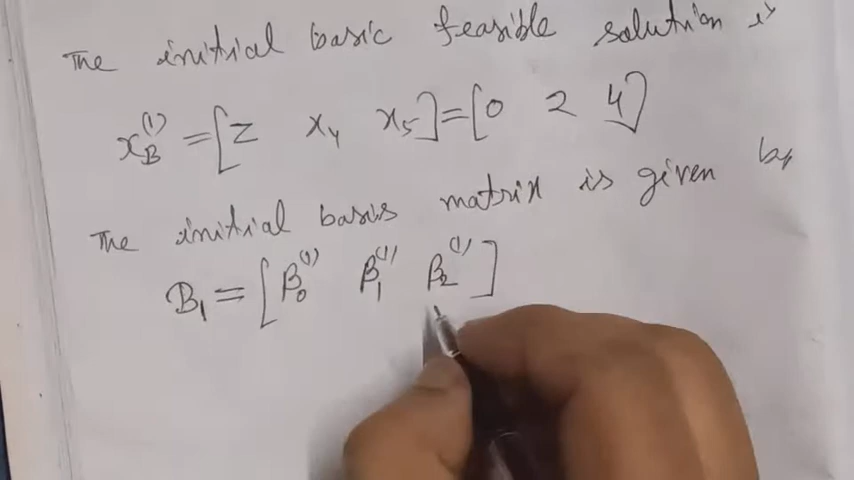 The initial basic feasible solution is
x_B^(1) = [z x_4 x_5] = [0 2 4]
The initial basis matrix is given by
B_1 = [β_0^(1) β_1^(1) β_2^(1)]